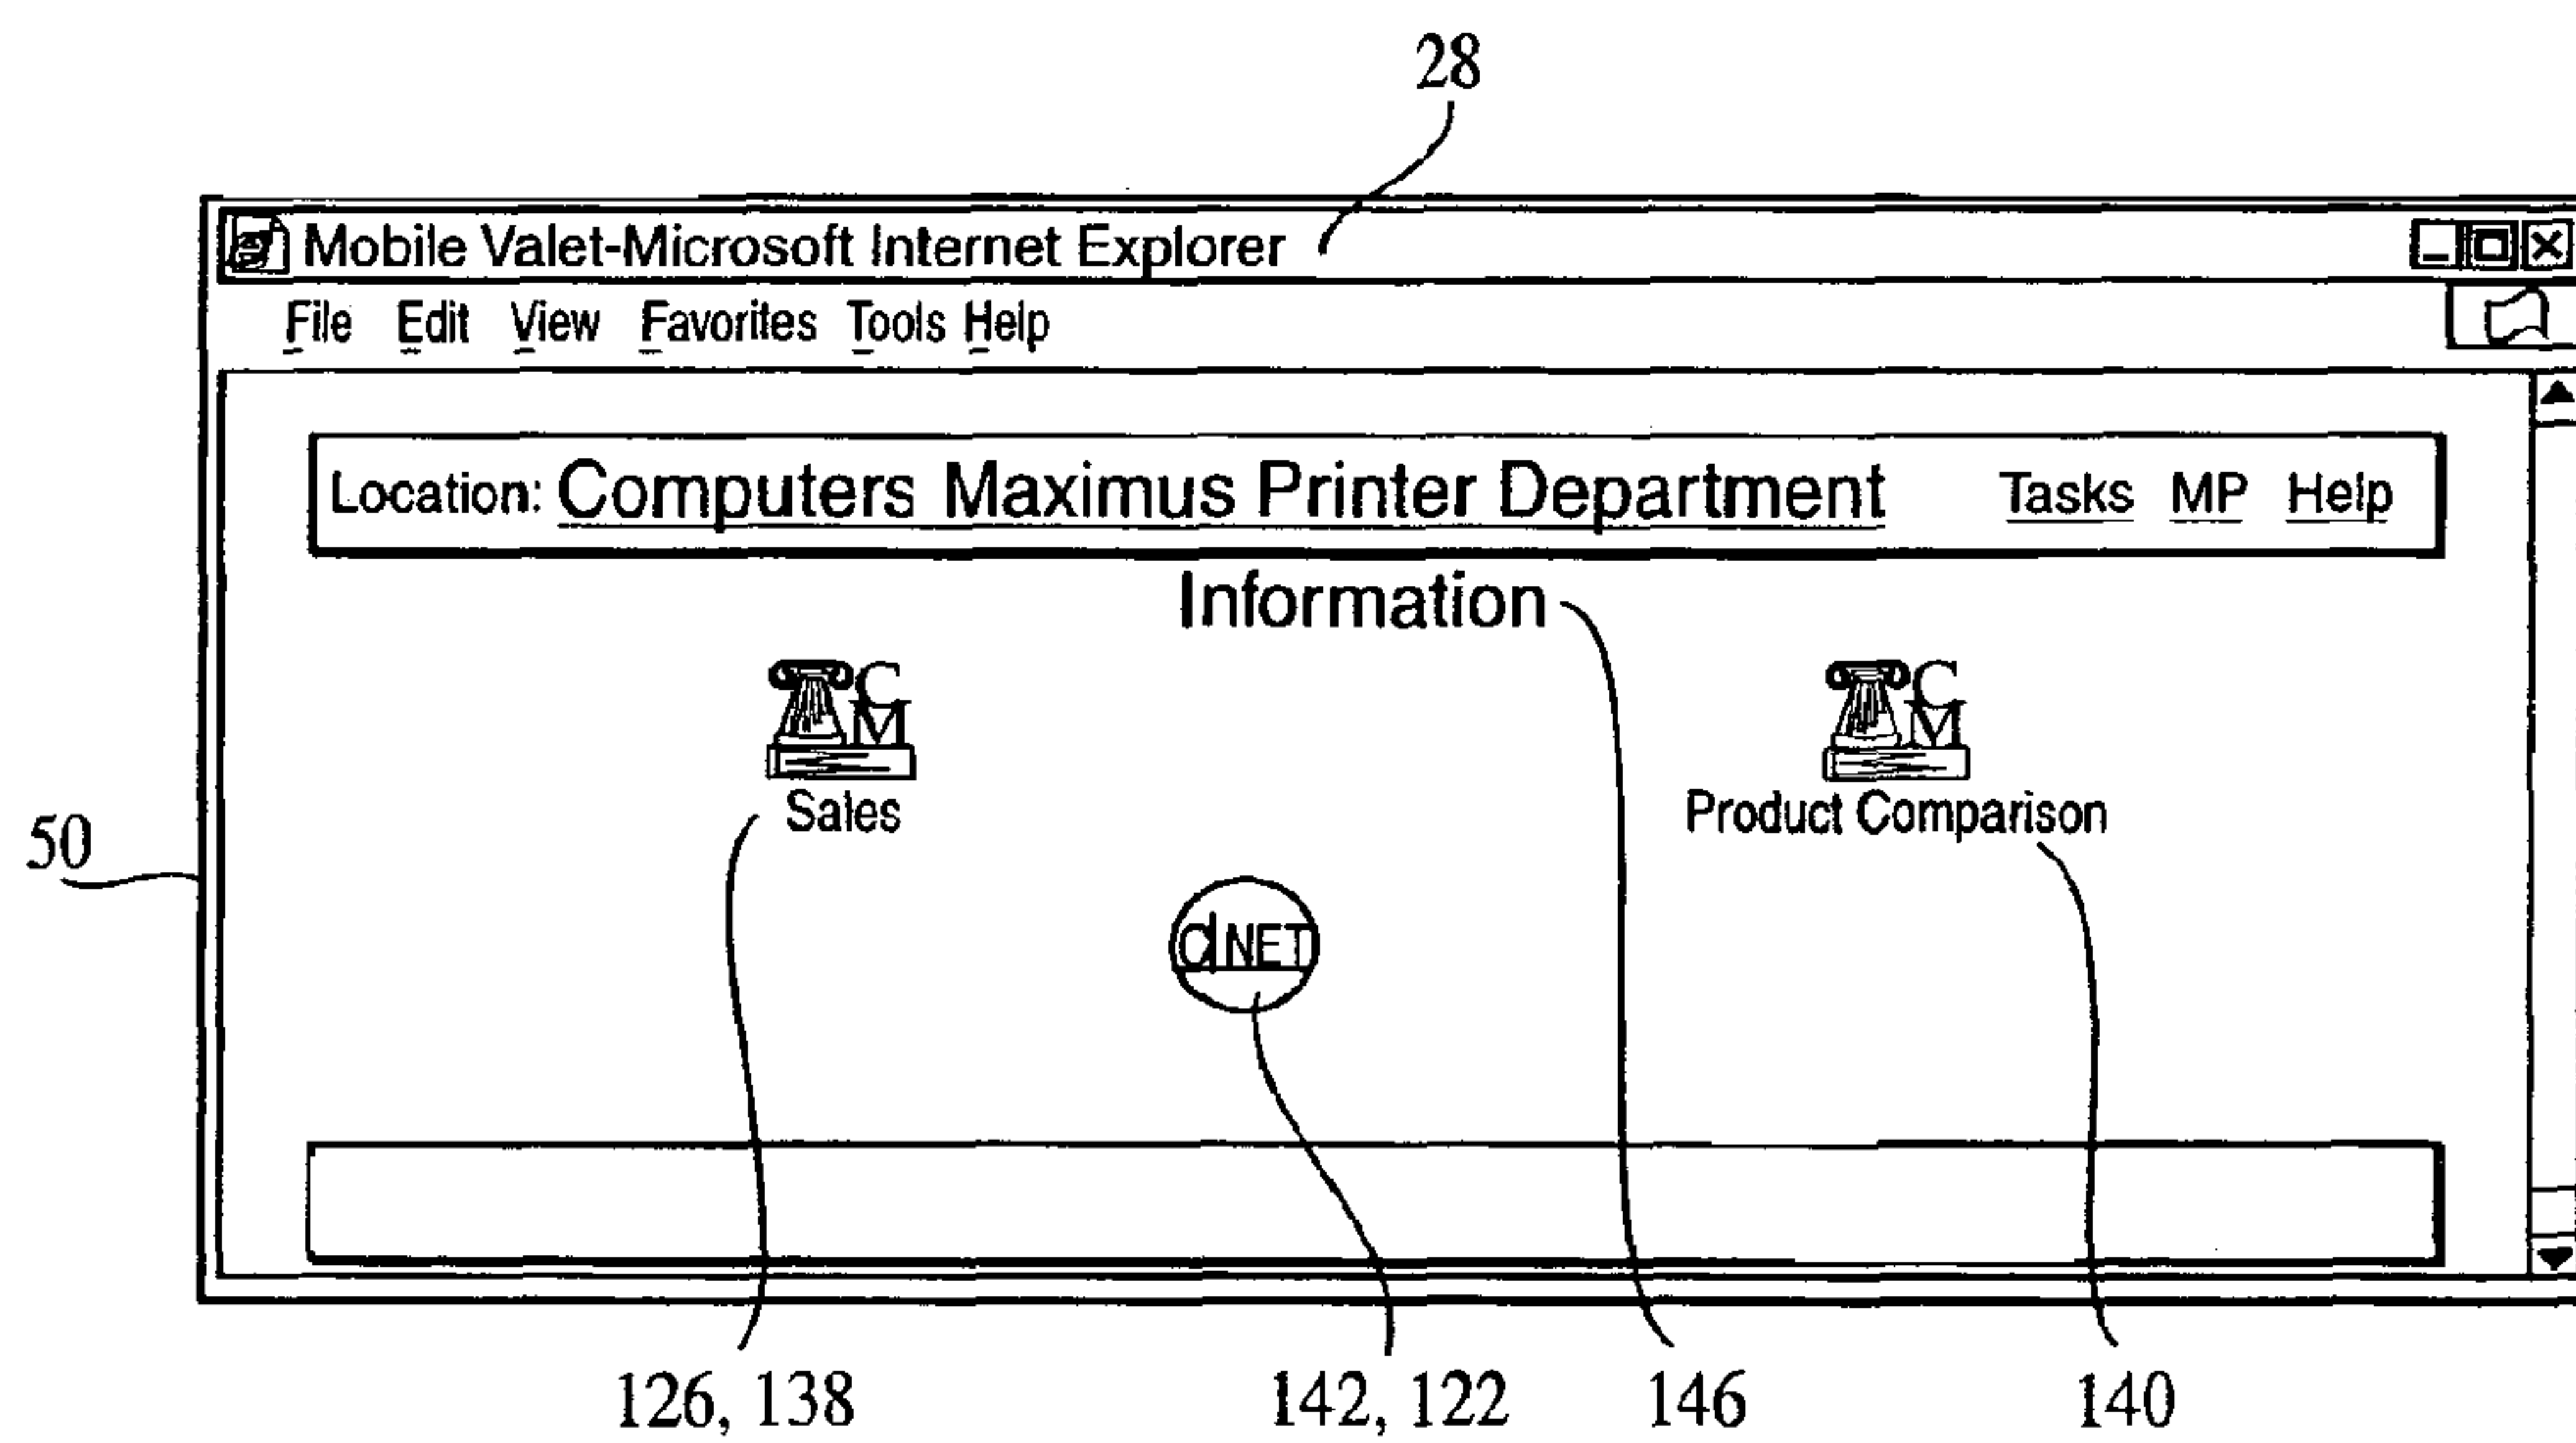 28
Mobile Valet-Microsoft Internet Explorer
File Edit View Favorites Tools Help
Location: Computers Maximus Printer Department Tasks MP Help
Information
C M
C M
Sales
Product Comparison
50
c|NET
126, 138
142, 122
146
140